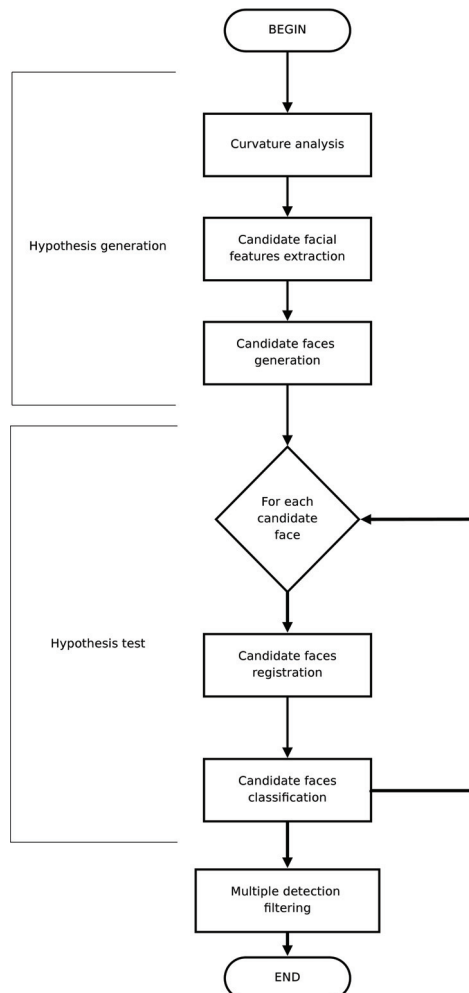 BEGIN
Curvature analysis
Candidate facial
features extraction
Hypothesis generation
Candidate faces
generation
For each
candidate
face
Hypothesis test
Candidate faces
registration
Candidate faces
classification
Multiple detection
filtering
END